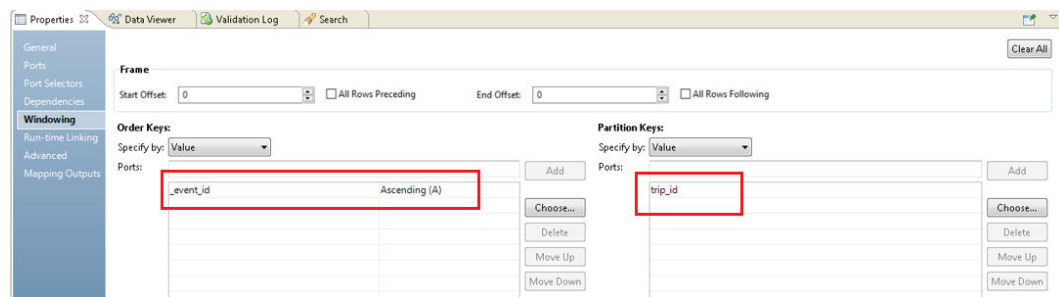 Properties Data Viewer Validation Log Search
Clear All
General
Ports
Port Selectors
Dependencies
Windowing
Run-time Linking
Advanced
Mapping Outputs
Frame
Start Offset: 0 All Rows Preceding End Offset: 0 All Rows Following
Order Keys:
Specify by: Value
Ports: Add
_event_id Ascending (A)
Choose...
Delete
Move Up
Move Down
Partition Keys:
Specify by: Value
Ports: Add
trip_id
Choose...
Delete
Move Up
Move Down